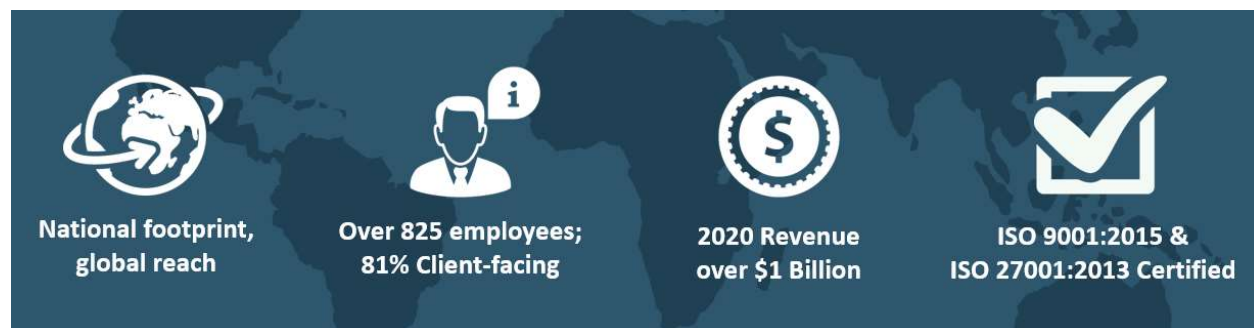 i
$
National footprint,
global reach
Over 825 employees;
81% Client-facing
2020 Revenue
over $1 Billion
ISO 9001:2015 &
ISO 27001:2013 Certified